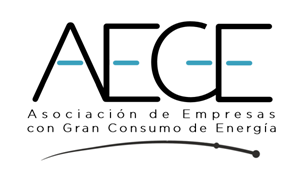 AEGE
Asociación de Empresas
con Gran Consumo de Energía